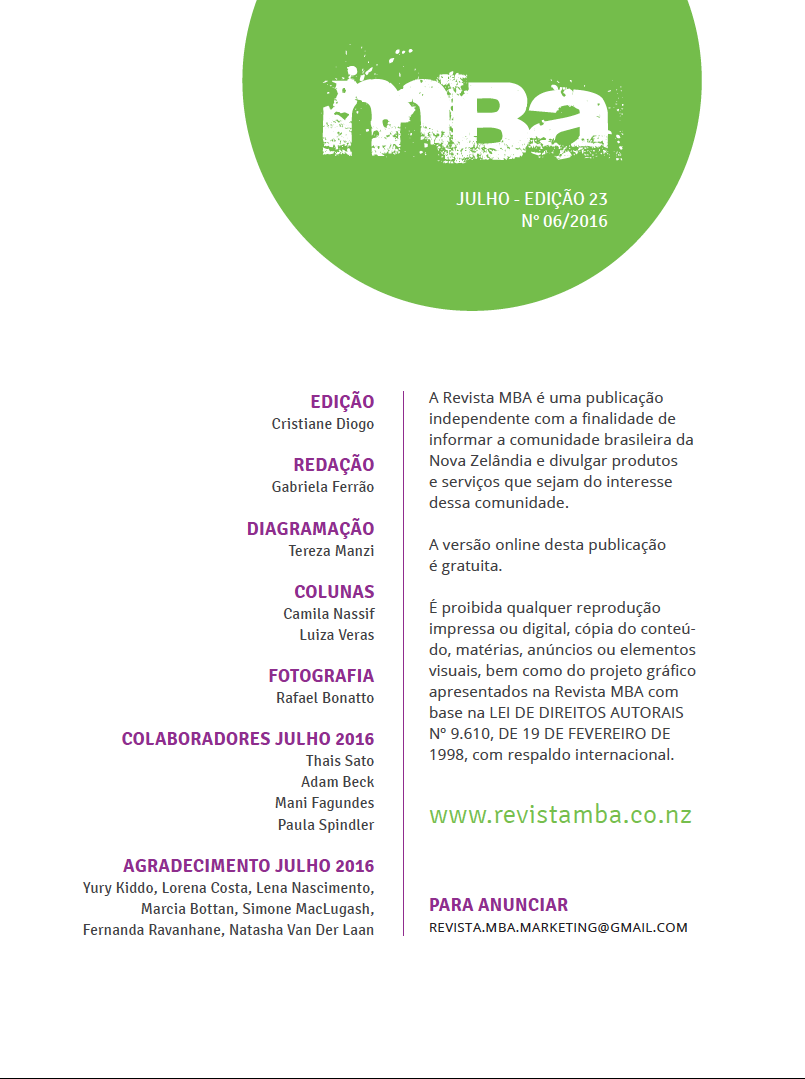 mBa
JULHO - EDIÇÃO 23
Nº 06/2016
EDIÇÃO
Cristiane Diogo
REDAÇÃO
Gabriela Ferrão
DIAGRAMAÇÃO
Tereza Manzi
COLUNAS
Camila Nassif
Luiza Veras
FOTOGRAFIA
Rafael Bonatto
COLABORADORES JULHO 2016
Thais Sato
Adam Beck
Mani Fagundes
Paula Spindler
AGRADECIMENTO JULHO 2016
Yury Kiddo, Lorena Costa, Lena Nascimento,
Marcia Bottan, Simone MacLugash,
Fernanda Ravanhane, Natasha Van Der Laan
A Revista MBA é uma publicação
independente com a finalidade de
informar a comunidade brasileira da
Nova Zelândia e divulgar produtos
e serviços que sejam do interesse
dessa comunidade.
A versão online desta publicação
é gratuita.
É proibida qualquer reprodução
impressa ou digital, cópia do conteú-
do, matérias, anúncios ou elementos
visuais, bem como do projeto gráfico
apresentados na Revista MBA com
base na LEI DE DIREITOS AUTORAIS
Nº 9.610, DE 19 DE FEVEREIRO DE
1998, com respaldo internacional.
www.revistamba.co.nz
PARA ANUNCIAR
REVISTA.MBA.MARKETING@GMAIL.COM